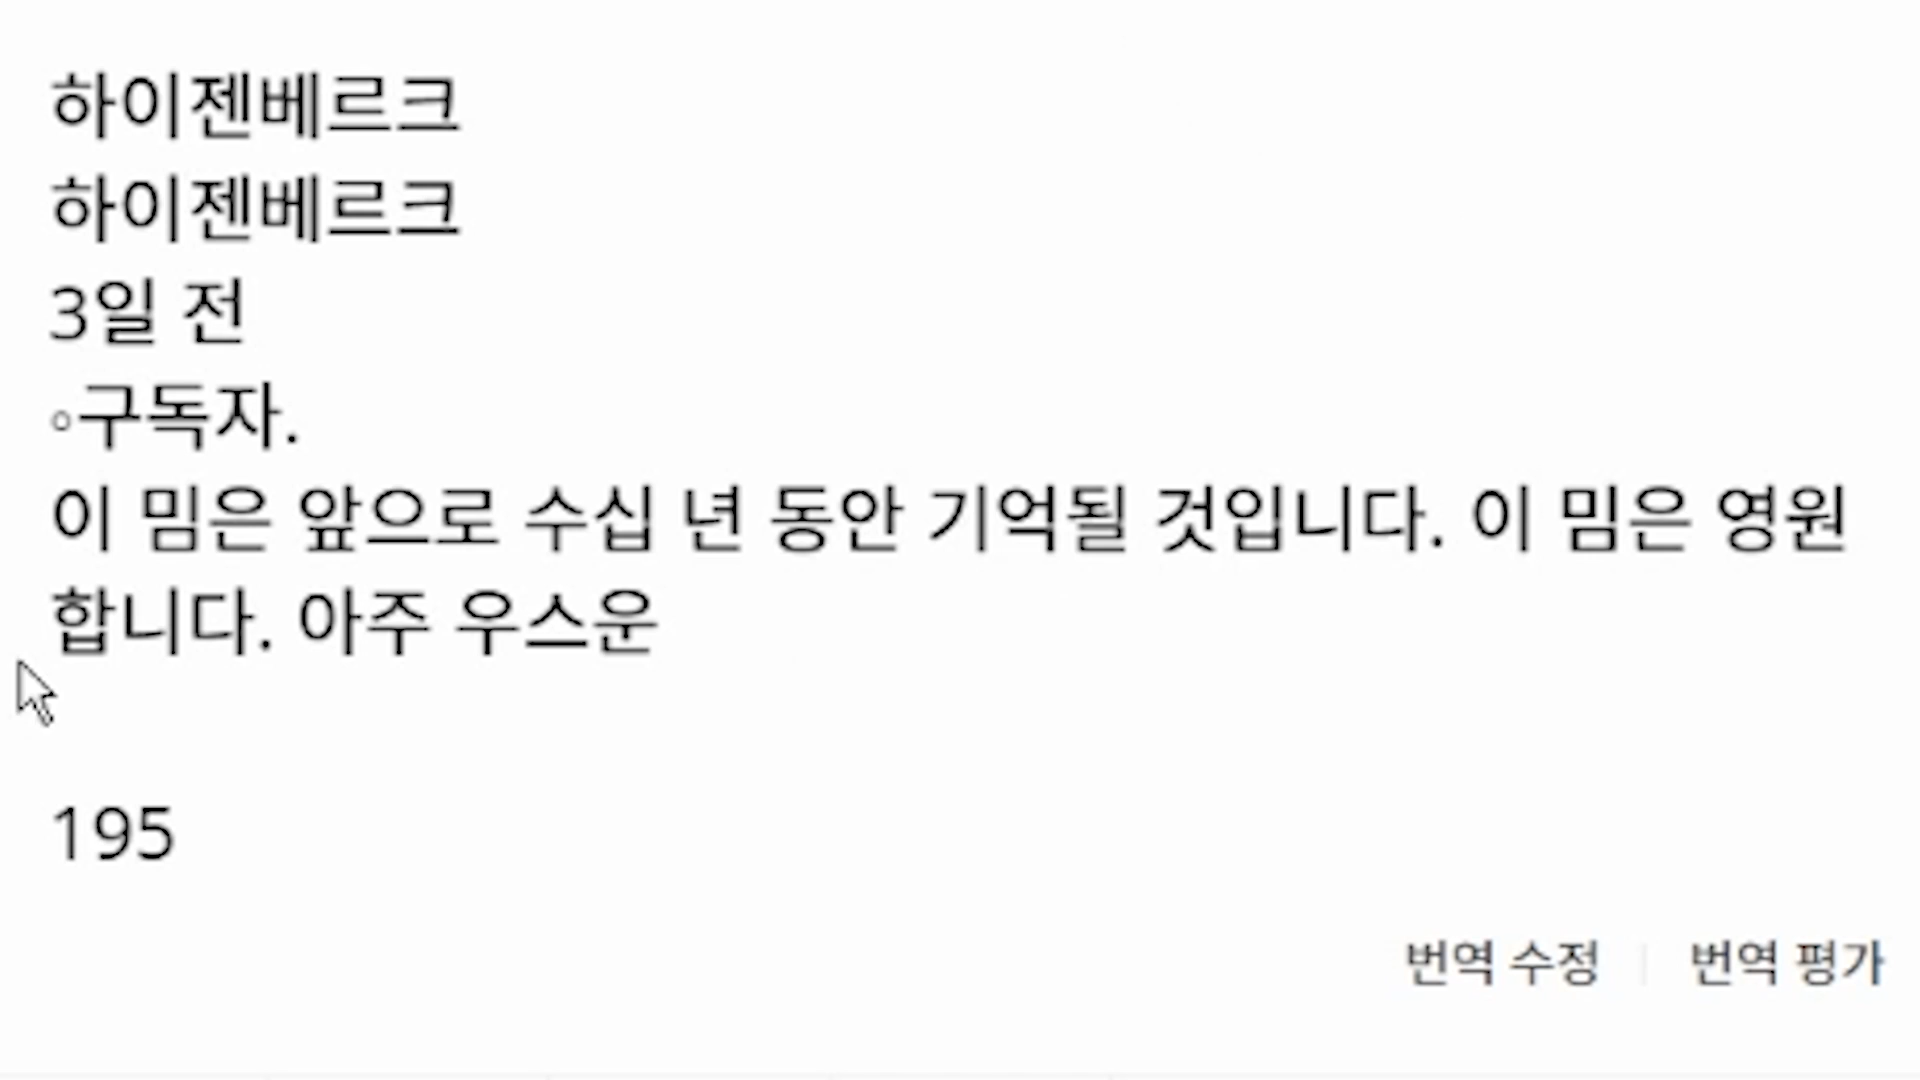 하이젠베르크
하이젠베르크
3일 전
◦구독자.
이 밈은 앞으로 수십 년 동안 기억될 것입니다. 이 밈은 영원
합니다. 아주 우스운
195
번역 수정 | 번역 평가